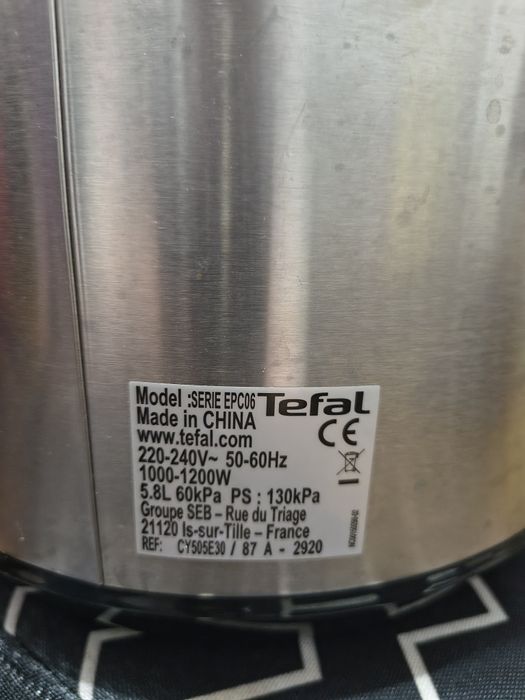 Model :SERIE EPC06 Tefal
Made in CHINA
www.tefal.com CE
220-240V~ 50-60Hz
1000-1200W
5.8L 60kPa PS : 130kPa
Groupe SEB – Rue du Triage
21120 Is-sur-Tille – France
REF: CY505E30 / 87 A - 2920